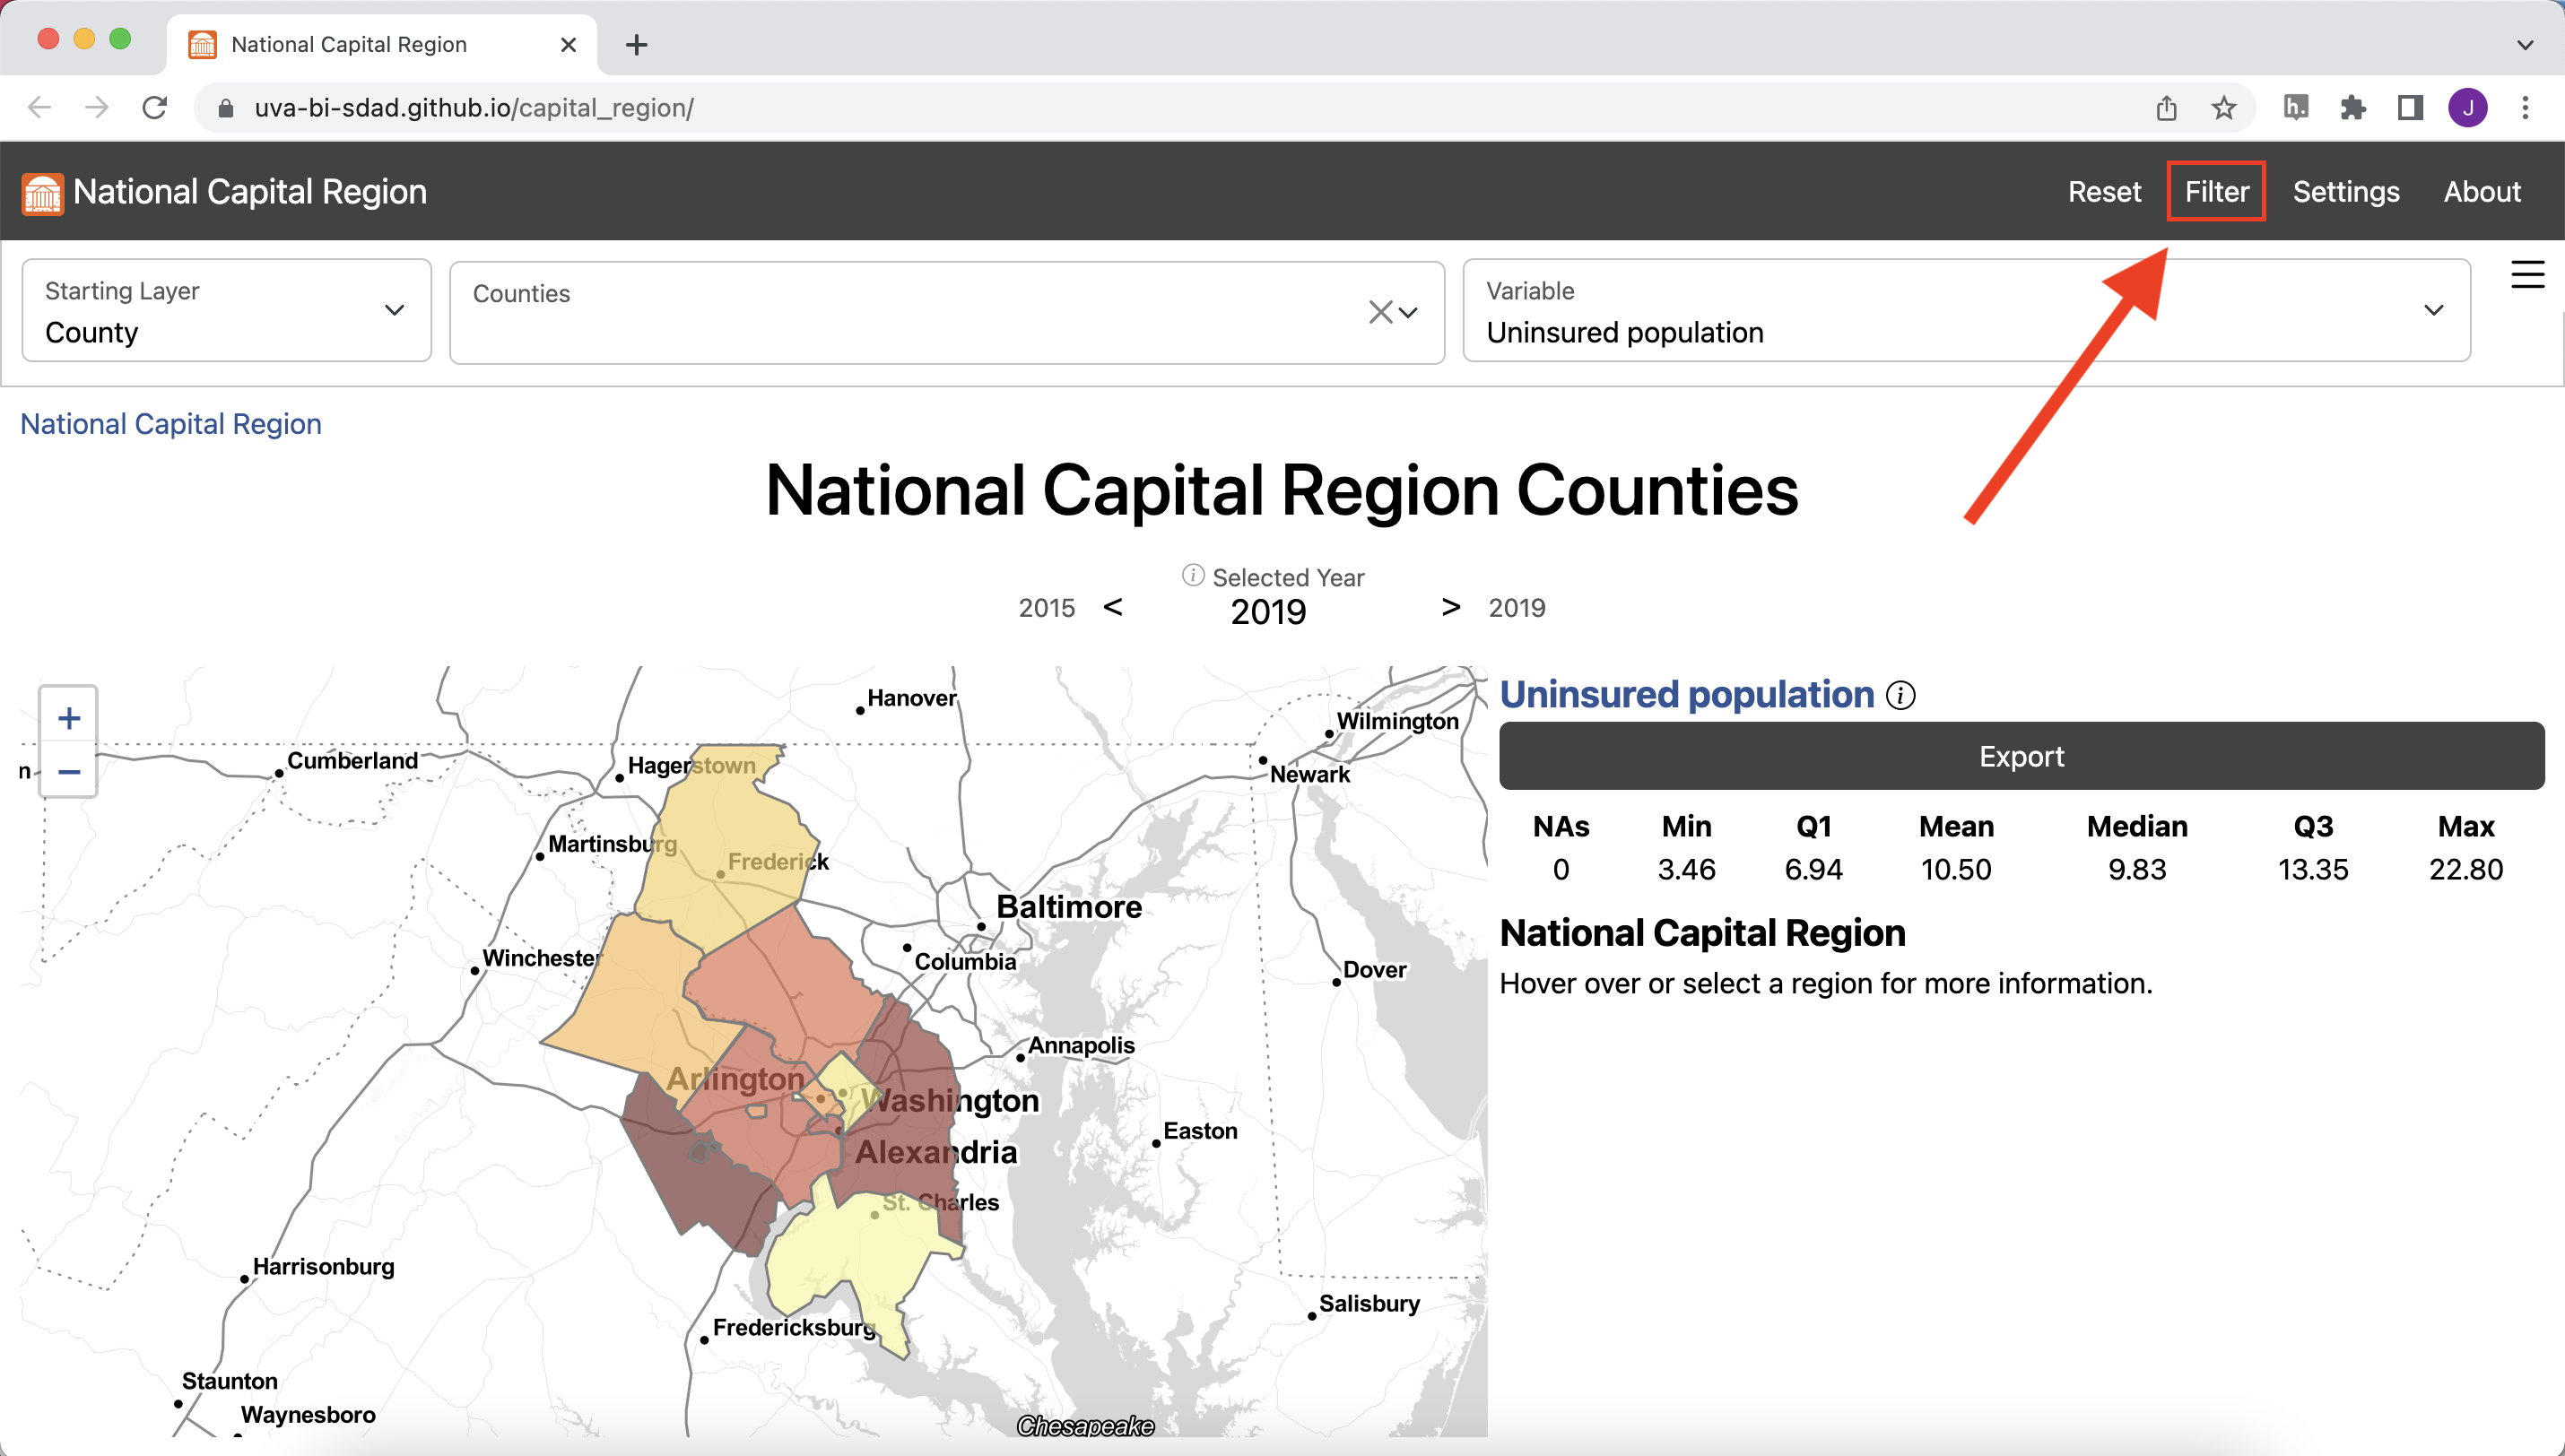 National Capital Region
uva-bi-sdad.github.io/capital_region/
h.
J
National Capital Region
Reset
Filter
Settings
About
Starting Layer
County
Counties
Variable
Uninsured population
National Capital Region
National Capital Region Counties
Selected Year
2015 < 2019 > 2019
+
−
n
Hanover
Wilmington
Cumberland
Hagerstown
Newark
Martinsburg
Frederick
Baltimore
Winchester
Columbia
Dover
Annapolis
Arlington
Washington
Easton
Alexandria
St. Charles
Harrisonburg
Salisbury
Fredericksburg
Staunton
Waynesboro
Chesapeake
Uninsured population
Export
NAs Min Q1 Mean Median Q3 Max
0 3.46 6.94 10.50 9.83 13.35 22.80
National Capital Region
Hover over or select a region for more information.